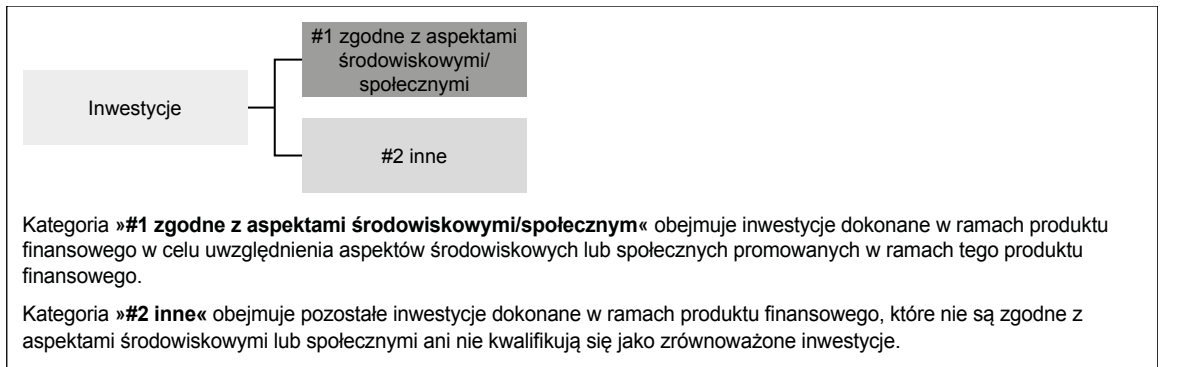 #1 zgodne z aspektami
środowiskowymi/
społecznymi
Inwestycje
#2 inne
Kategoria »#1 zgodne z aspektami środowiskowymi/społecznym« obejmuje inwestycje dokonane w ramach produktu
finansowego w celu uwzględnienia aspektów środowiskowych lub społecznych promowanych w ramach tego produktu
finansowego.
Kategoria »#2 inne« obejmuje pozostałe inwestycje dokonane w ramach produktu finansowego, które nie są zgodne z
aspektami środowiskowymi lub społecznymi ani nie kwalifikują się jako zrównoważone inwestycje.